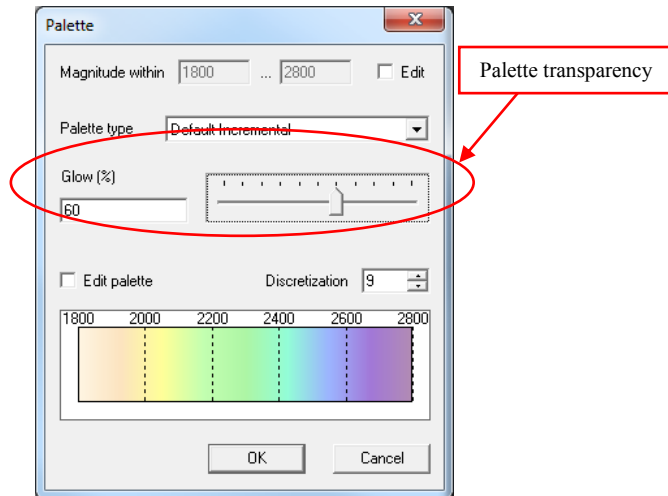 Palette
Magnitude within 1800 ... 2800 Edit
Palette transparency
Palette type Default Incremental
Glow (%)
60
Edit palette Discretization 9
1800 2000 2200 2400 2600 2800
OK Cancel